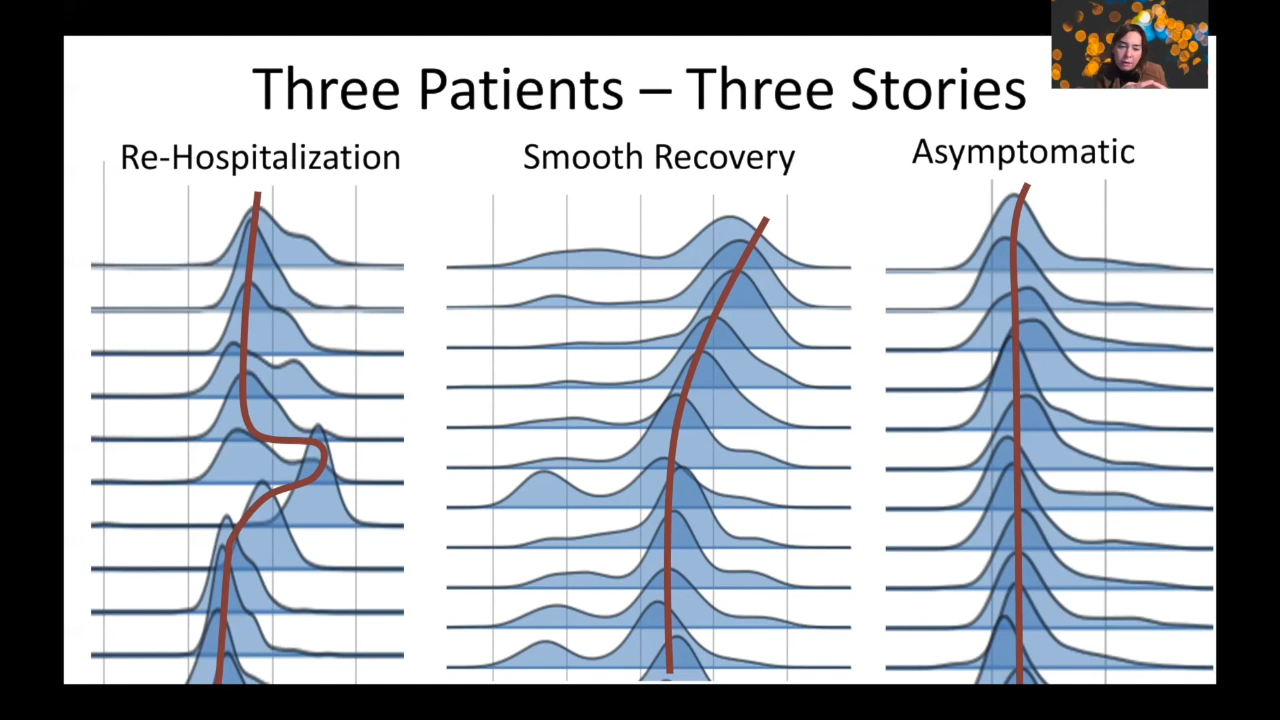 Three Patients – Three Stories
Re-Hospitalization
Smooth Recovery
Asymptomatic